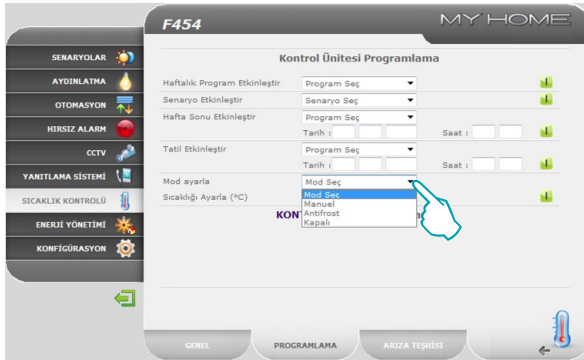 F454
MY HOME
SENARYOLAR
AYDINLATMA
OTOMASYON
HIRSIZ ALARM
CCTV
YANITLAMA SİSTEMİ
SICAKLIK KONTROLÜ
ENERJİ YÖNETİMİ
KONFİGÜRASYON
Kontrol Ünitesi Programlama
Haftalık Program Etkinleştir Program Seç
Senaryo Etkinleştir Senaryo Seç
Hafta Sonu Etkinleştir Program Seç
Tarih : Saat :
Tatil Etkinleştir Program Seç
Tarih : Saat :
Mod ayarla Mod Seç
Sıcaklığı Ayarla (°C) Mod Seç
Manuel
KON Antifrost
Kapalı
GENEL PROGRAMLAMA ARIZA TEŞHİSİ